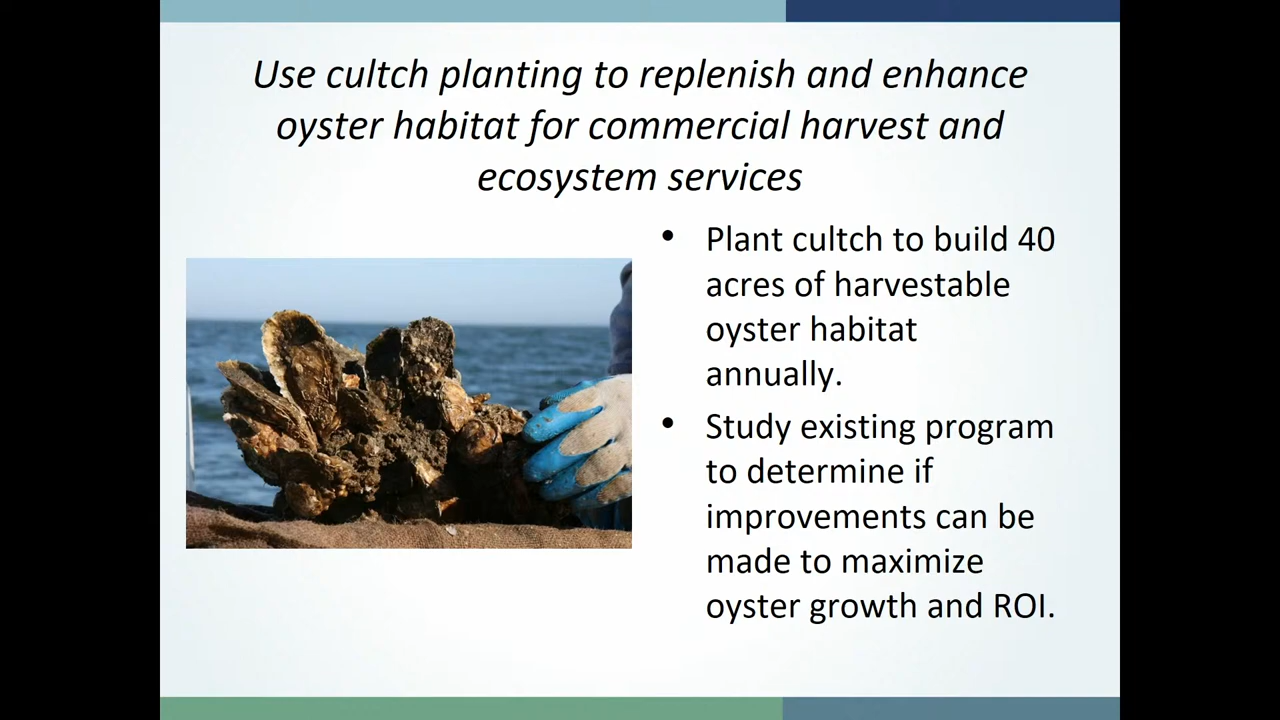 Use cultch planting to replenish and enhance
oyster habitat for commercial harvest and
ecosystem services
• Plant cultch to build 40
acres of harvestable
oyster habitat
annually.
• Study existing program
to determine if
improvements can be
made to maximize
oyster growth and ROI.